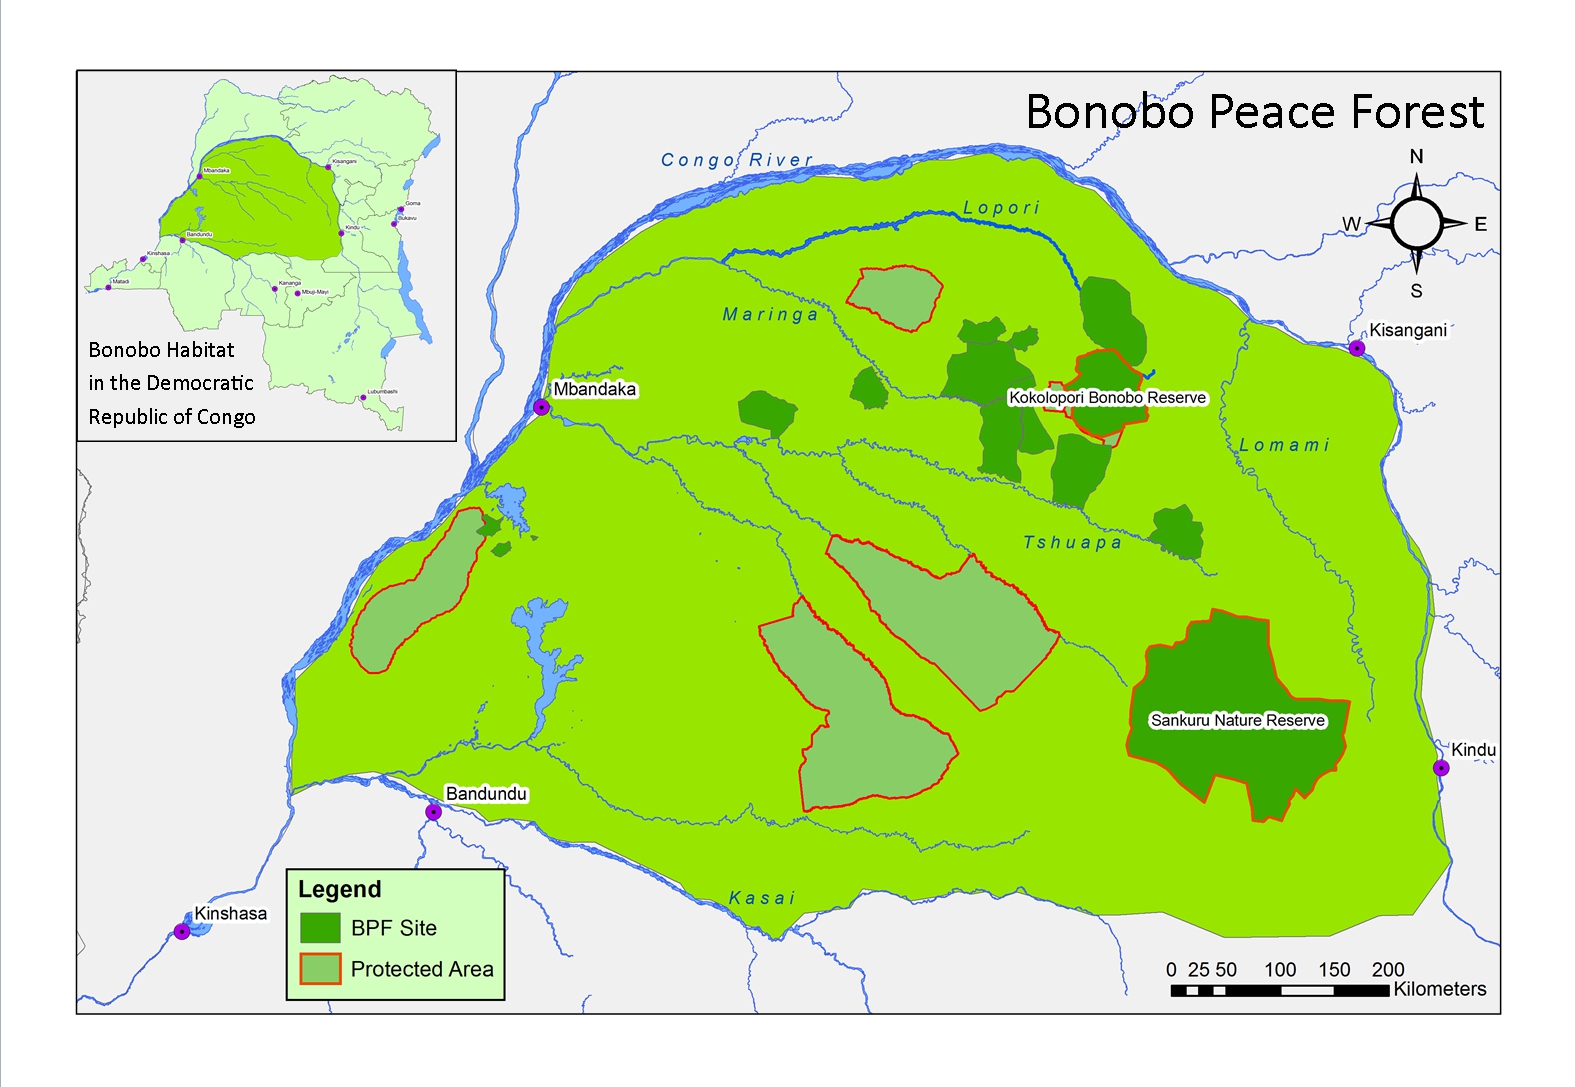 Bonobo Peace Forest
N
W
E
S
Congo River
Lopori
Maringa
Kisangani
Mbandaka
Kokolopori Bonobo Reserve
Lomami
Tshuapa
Sankuru Nature Reserve
Kindu
Bandundu
Kasai
Kinshasa
Mbandaka
Kisangani
Goma
Bukavu
Kindu
Bandundu
Kinshasa
Matadi
Kananga
Mbuji-Mayi
Lubumbashi
Bonobo Habitat
in the Democratic
Republic of Congo
Legend
BPF Site
Protected Area
0 25 50 100 150 200
Kilometers